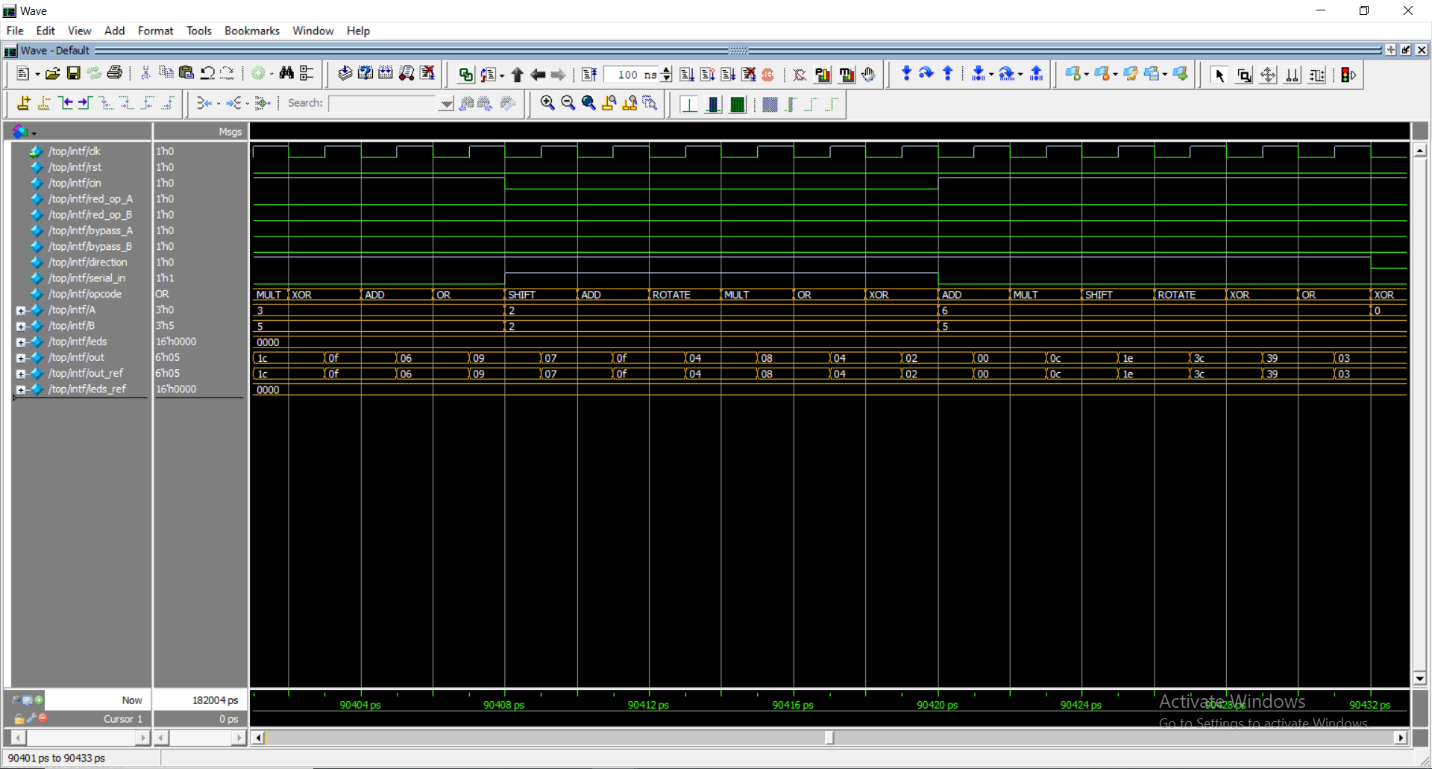 Wave
File Edit View Add Format Tools Bookmarks Window Help
Wave - Default
100 ns
Search:
Msgs
/top/intf/clk 1'h0
/top/intf/rst 1'h0
/top/intf/cin 1'h0
/top/intf/red_op_A 1'h0
/top/intf/red_op_B 1'h0
/top/intf/bypass_A 1'h0
/top/intf/bypass_B 1'h0
/top/intf/direction 1'h0
/top/intf/serial_in 1'h1
/top/intf/opcode OR MULT XOR ADD OR SHIFT ADD ROTATE MULT OR XOR ADD MULT SHIFT ROTATE XOR OR XOR
/top/intf/A 3'h0 3 2 6 0
/top/intf/B 3'h5 5 2 5
/top/intf/leds 16'h0000 0000
/top/intf/out 6'h05 1c 0f 06 09 07 0f 04 08 04 02 00 0c 1e 3c 39 03
/top/intf/out_ref 6'h05 1c 0f 06 09 07 0f 04 08 04 02 00 0c 1e 3c 39 03
/top/intf/leds_ref 16'h0000 0000
Now 182004 ps
Cursor 1 0 ps
90404 ps 90408 ps 90412 ps 90416 ps 90420 ps 90424 ps 90428 ps 90432 ps
Activate Windows
Go to Settings to activate Windows.
90401 ps to 90433 ps